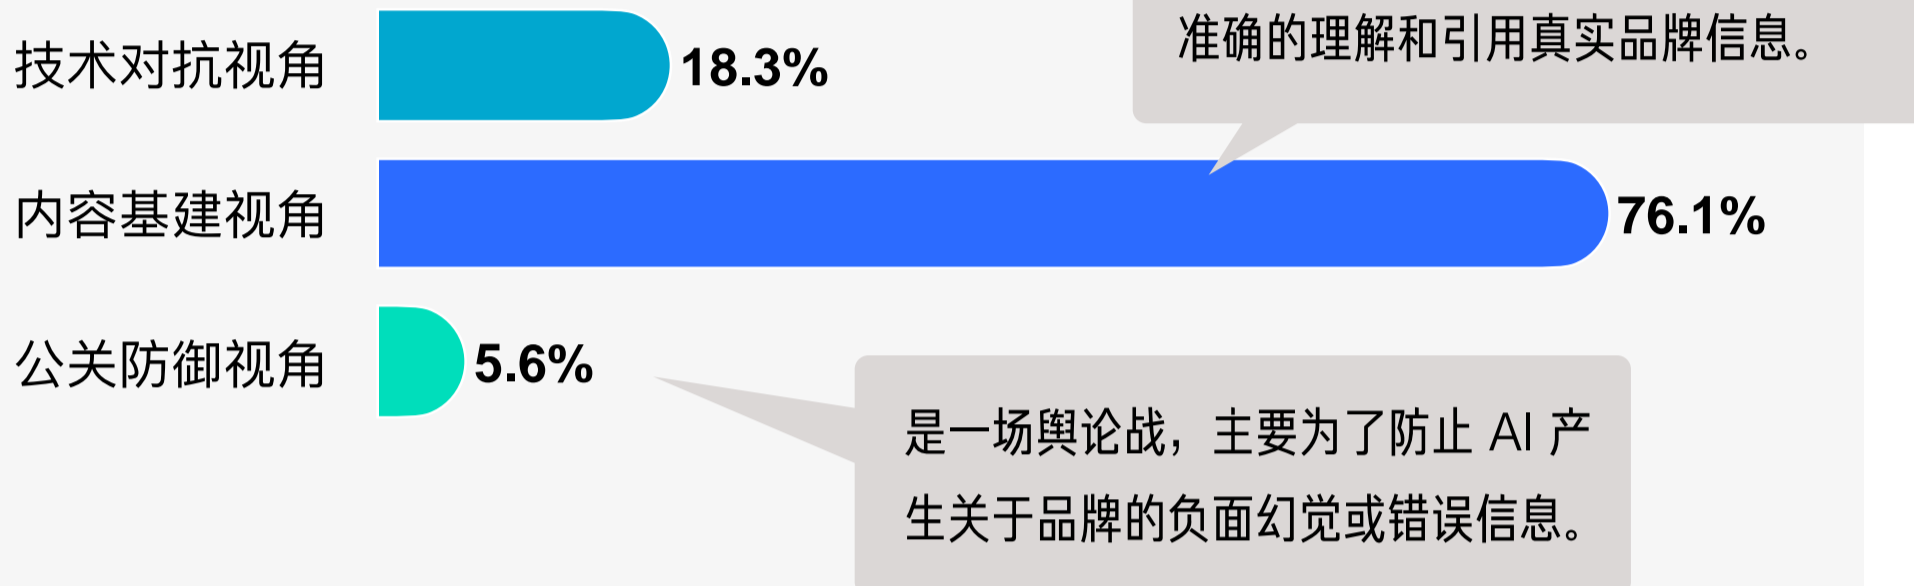 准确的理解和引用真实品牌信息。
技术对抗视角 18.3%
内容基建视角 76.1%
公关防御视角 5.6%
是一场舆论战，主要为了防止 AI 产
生关于品牌的负面幻觉或错误信息。